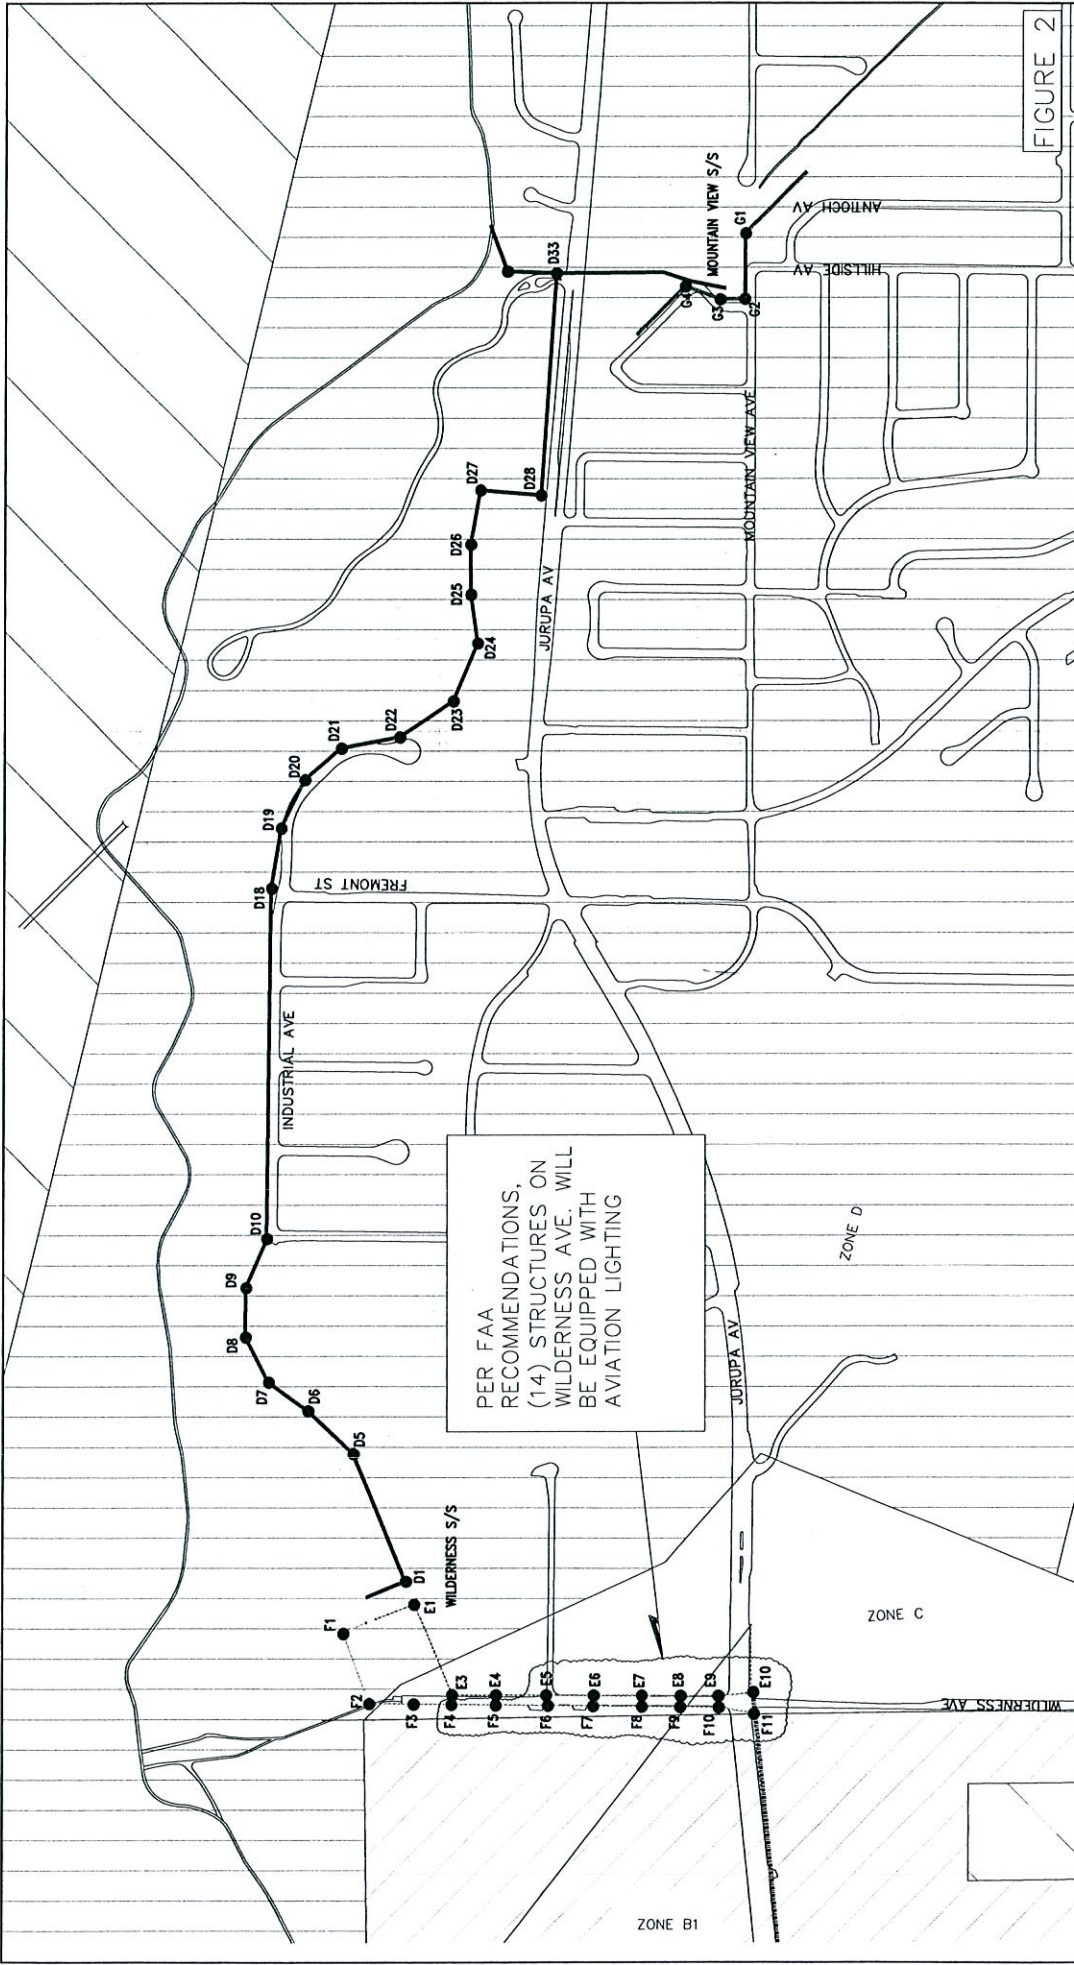 FIGURE 2
D33
MOUNTAIN VIEW S/S
ANTIOCH AV
HILLSIDE AV
G1
G2
G3
G4
D28
D27
D26
D25
D24
D23
D22
D21
D20
D19
D18
JURUPA AV
MOUNTAIN VIEW AVE
FREMONT ST
INDUSTRIAL AVE
D10
D9
D8
D7
D6
D5
D1
PER FAA
RECOMMENDATIONS,
(14) STRUCTURES ON
WILDERNESS AVE. WILL
BE EQUIPPED WITH
AVIATION LIGHTING
ZONE D
JURUPA AV
WILDERNESS S/S
E1
F1
F2
F3
E3
F4
E4
F5
E5
F6
E6
F7
E7
F8
E8
F9
E9
F10
E10
F11
ZONE C
WILDERNESS AVE
ZONE B1